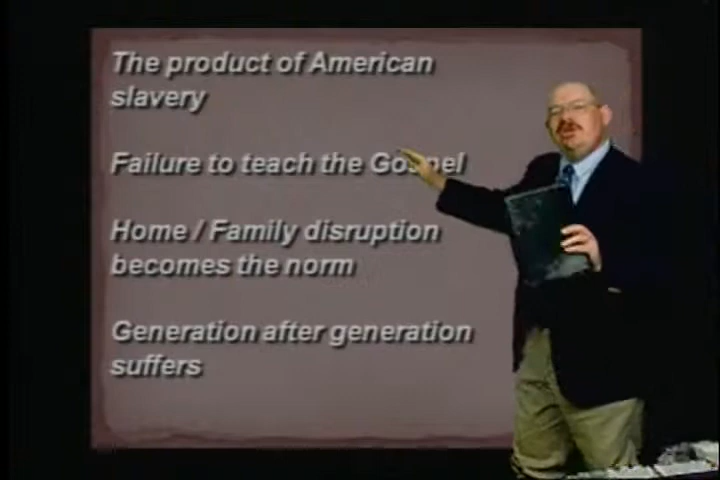 The product of American
slavery
Failure to teach the Gospel
Home / Family disruption
becomes the norm
Generation after generation
suffers